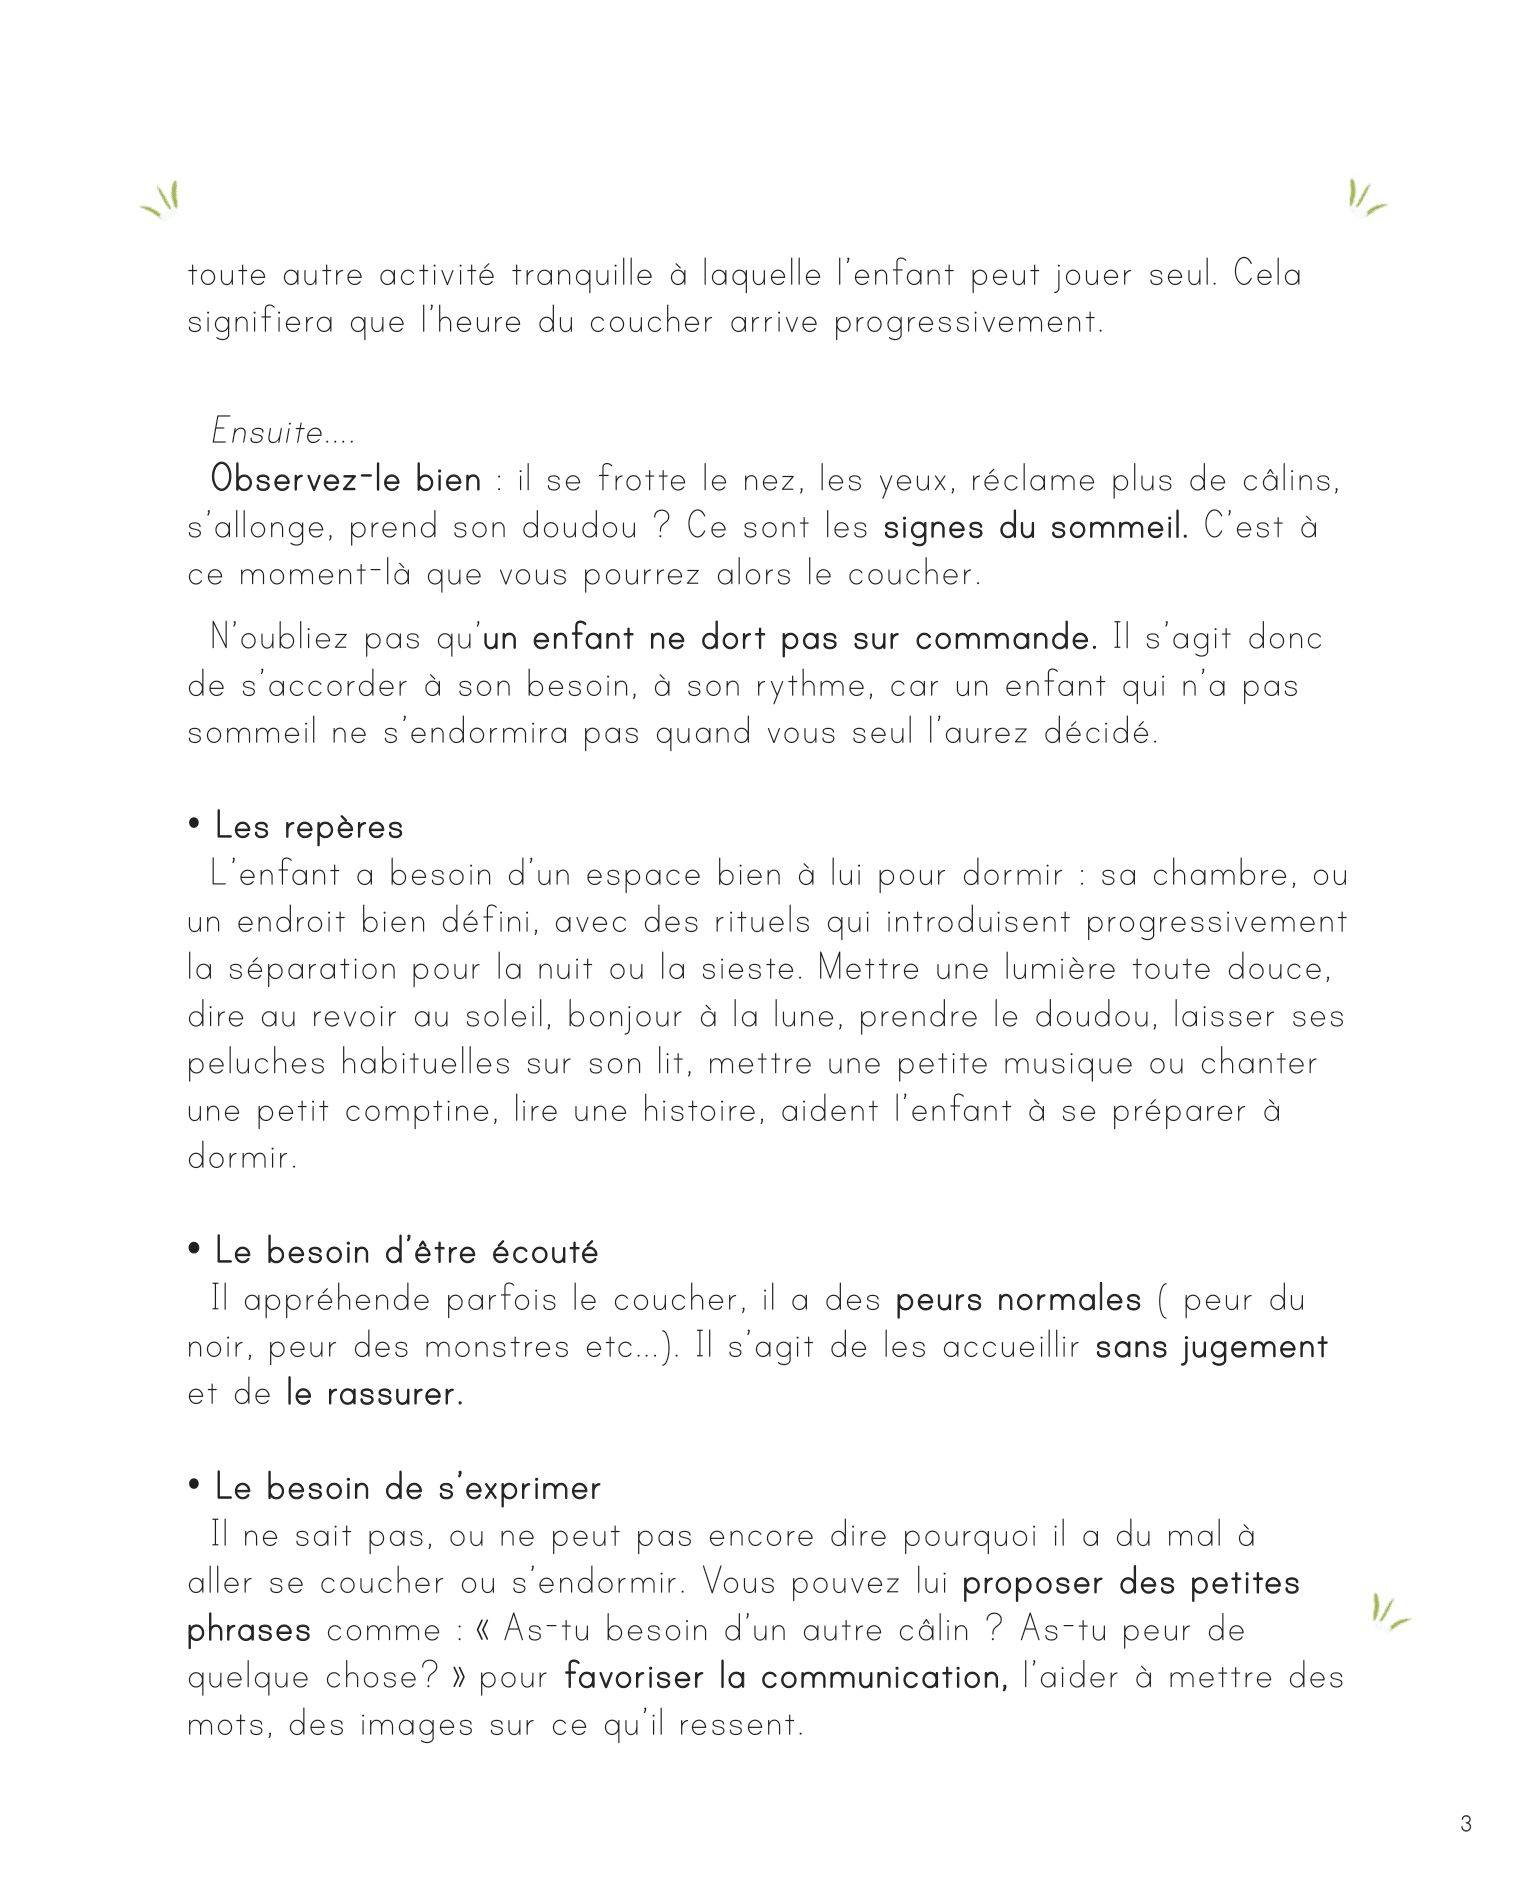 toute autre activité tranquille à laquelle l'enfant peut jouer seul. Cela
signifiera que l'heure du coucher arrive progressivement.
Ensuite....
Observez-le bien : il se frotte le nez, les yeux, réclame plus de câlins,
s'allonge, prend son doudou ? Ce sont les signes du sommeil. C'est à
ce moment-là que vous pourrez alors le coucher.
N'oubliez pas qu'un enfant ne dort pas sur commande. Il s'agit donc
de s'accorder à son besoin, à son rythme, car un enfant qui n'a pas
sommeil ne s'endormira pas quand vous seul l'aurez décidé.
• Les repères
L'enfant a besoin d'un espace bien à lui pour dormir : sa chambre, ou
un endroit bien défini, avec des rituels qui introduisent progressivement
la séparation pour la nuit ou la sieste. Mettre une lumière toute douce,
dire au revoir au soleil, bonjour à la lune, prendre le doudou, laisser ses
peluches habituelles sur son lit, mettre une petite musique ou chanter
une petit comptine, lire une histoire, aident l'enfant à se préparer à
dormir.
• Le besoin d'être écouté
Il appréhende parfois le coucher, il a des peurs normales ( peur du
noir, peur des monstres etc...). Il s'agit de les accueillir sans jugement
et de le rassurer.
• Le besoin de s'exprimer
Il ne sait pas, ou ne peut pas encore dire pourquoi il a du mal à
aller se coucher ou s'endormir. Vous pouvez lui proposer des petites
phrases comme : « As-tu besoin d'un autre câlin ? As-tu peur de
quelque chose? » pour favoriser la communication, l'aider à mettre des
mots, des images sur ce qu'il ressent.
3